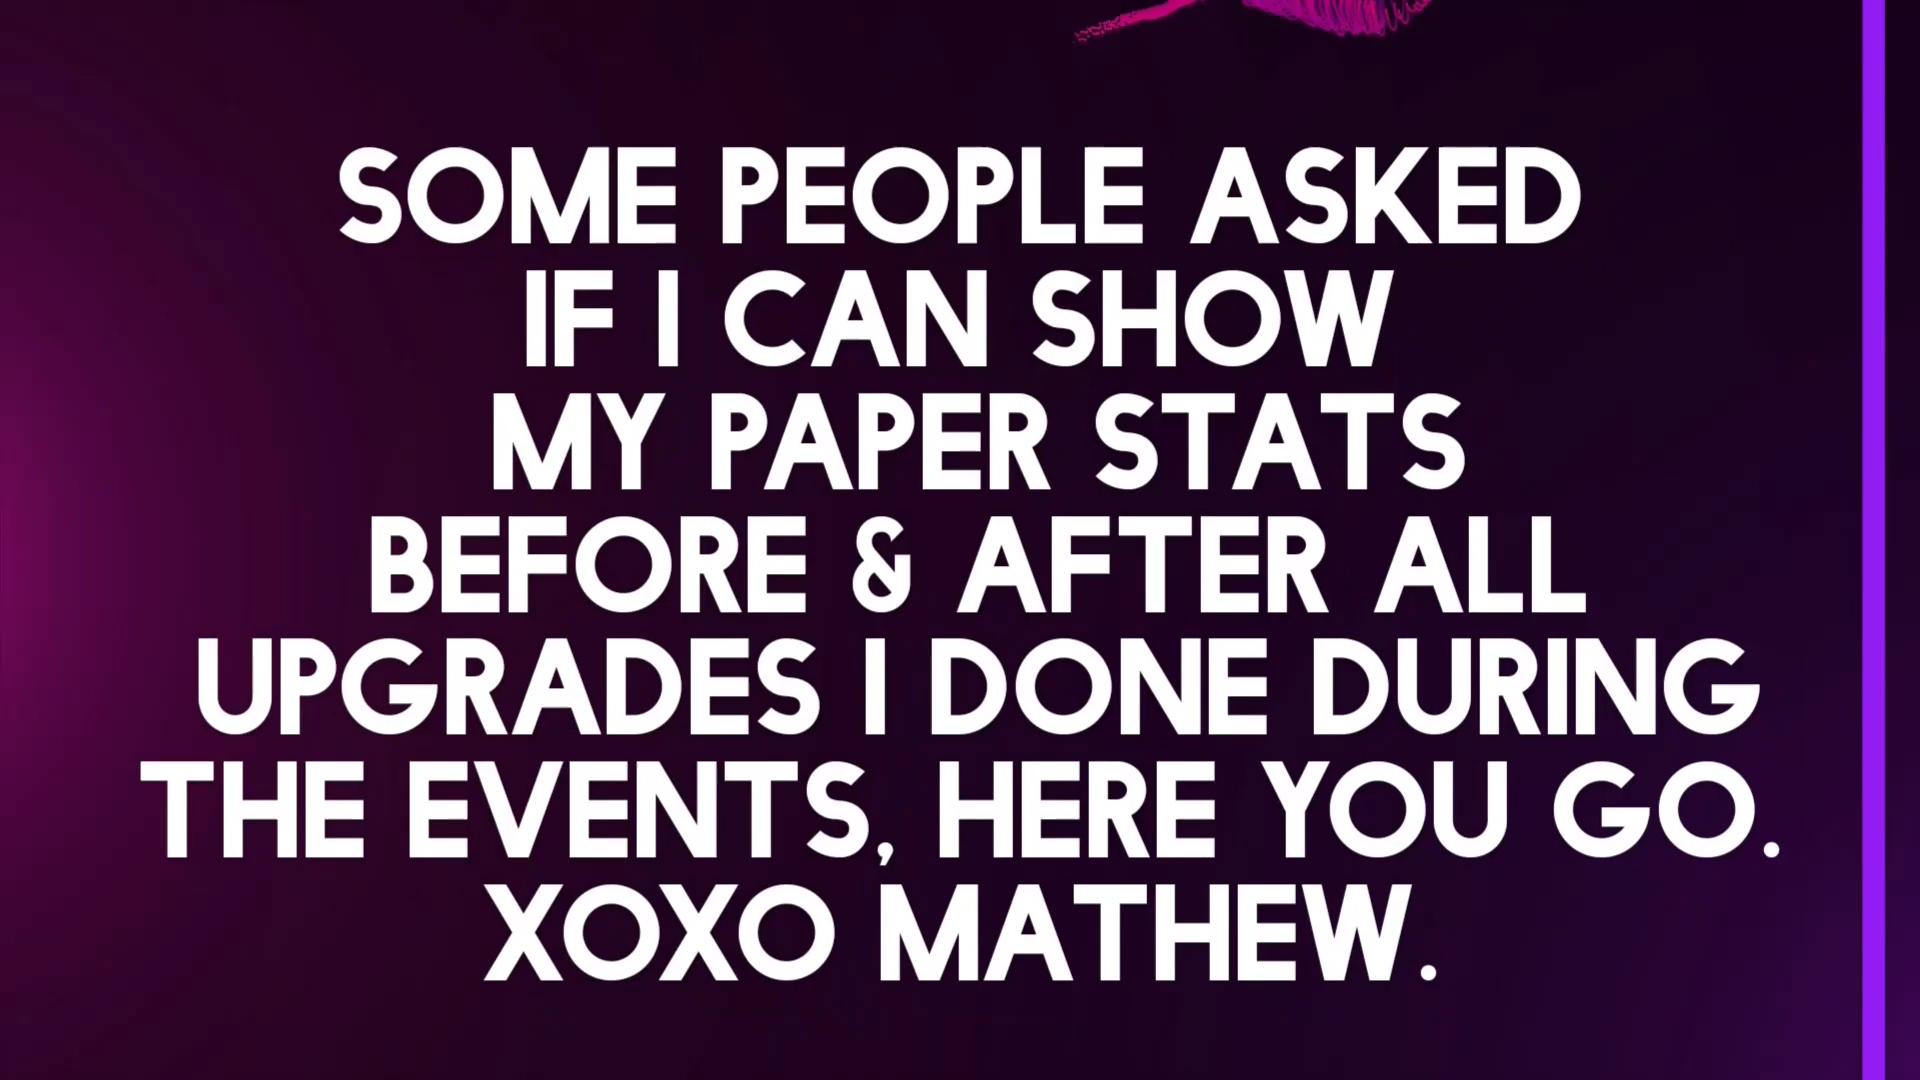 SOME PEOPLE ASKED
IF I CAN SHOW
MY PAPER STATS
BEFORE & AFTER ALL
UPGRADES I DONE DURING
THE EVENTS, HERE YOU GO.
XOXO MATHEW.